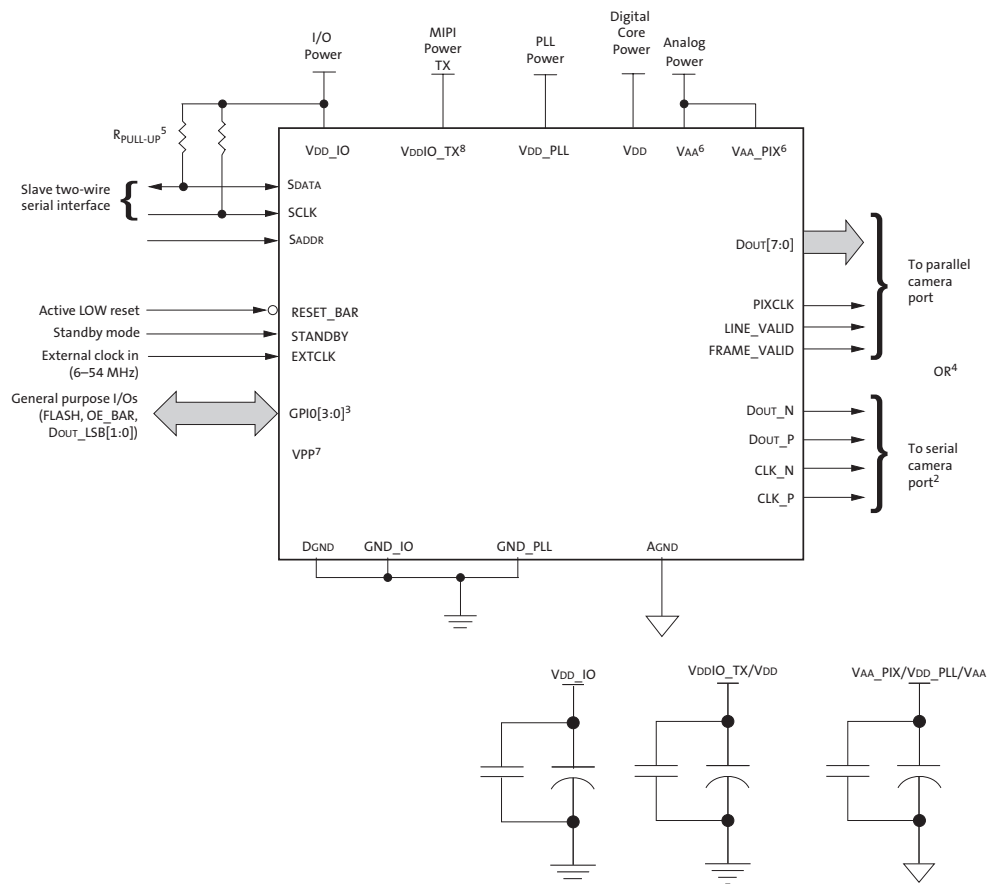 I/O
Power
MIPI
Power
TX
PLL
Power
Digital
Core
Power
Analog
Power
RPULL-UP5
VDD_IO
VDDIO_TX8
VDD_PLL
VDD
VAA6
VAA_PIX6
Slave two-wire
serial interface
SDATA
SCLK
SADDR
DOUT[7:0]
To parallel
camera
port
Active LOW reset
RESET_BAR
PIXCLK
Standby mode
STANDBY
LINE_VALID
External clock in
(6–54 MHz)
EXTCLK
FRAME_VALID
OR4
General purpose I/Os
(FLASH, OE_BAR,
DOUT_LSB[1:0])
GPI0[3:0]3
VPP7
DOUT_N
DOUT_P
CLK_N
CLK_P
To serial
camera
port2
DGND
GND_IO
GND_PLL
AGND
VDD_IO
VDDIO_TX/VDD
VAA_PIX/VDD_PLL/VAA